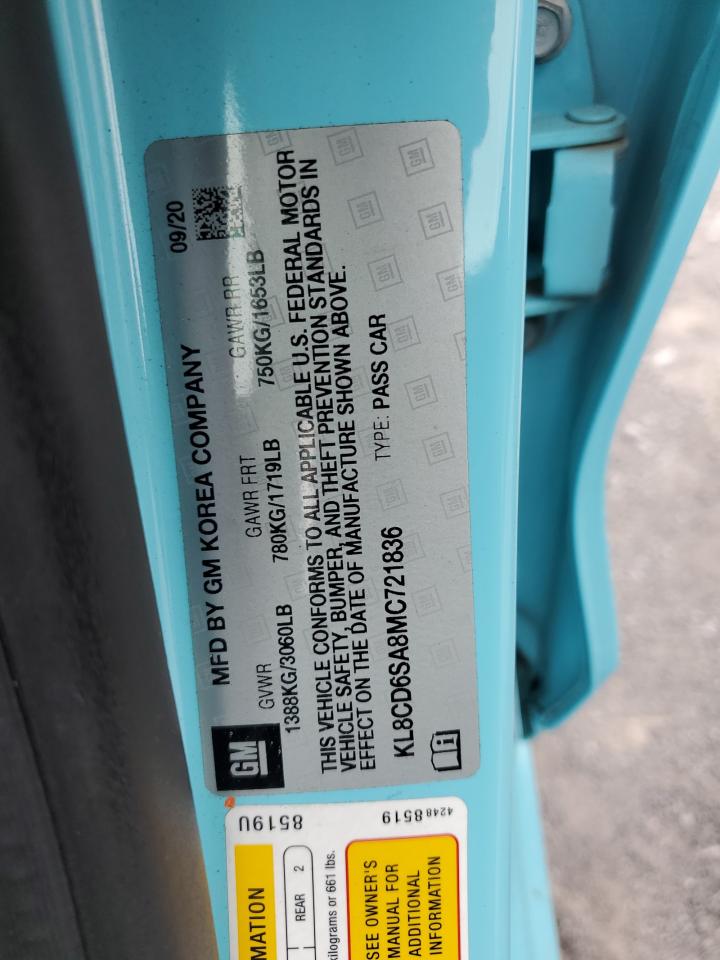 GM
MFD BY GM KOREA COMPANY
09/20
GVWR
GAWR FRT
GAWR RR
1388KG/3060LB
780KG/1719LB
750KG/1653LB
THIS VEHICLE CONFORMS TO ALL APPLICABLE U.S. FEDERAL MOTOR
VEHICLE SAFETY, BUMPER, AND THEFT PREVENTION STANDARDS IN
EFFECT ON THE DATE OF MANUFACTURE SHOWN ABOVE.
KL8CD6SA8MC721836
TYPE: PASS CAR
8519U
42488519
MATION
REAR 2
kilograms or 661 lbs.
SEE OWNER'S
MANUAL FOR
ADDITIONAL
INFORMATION